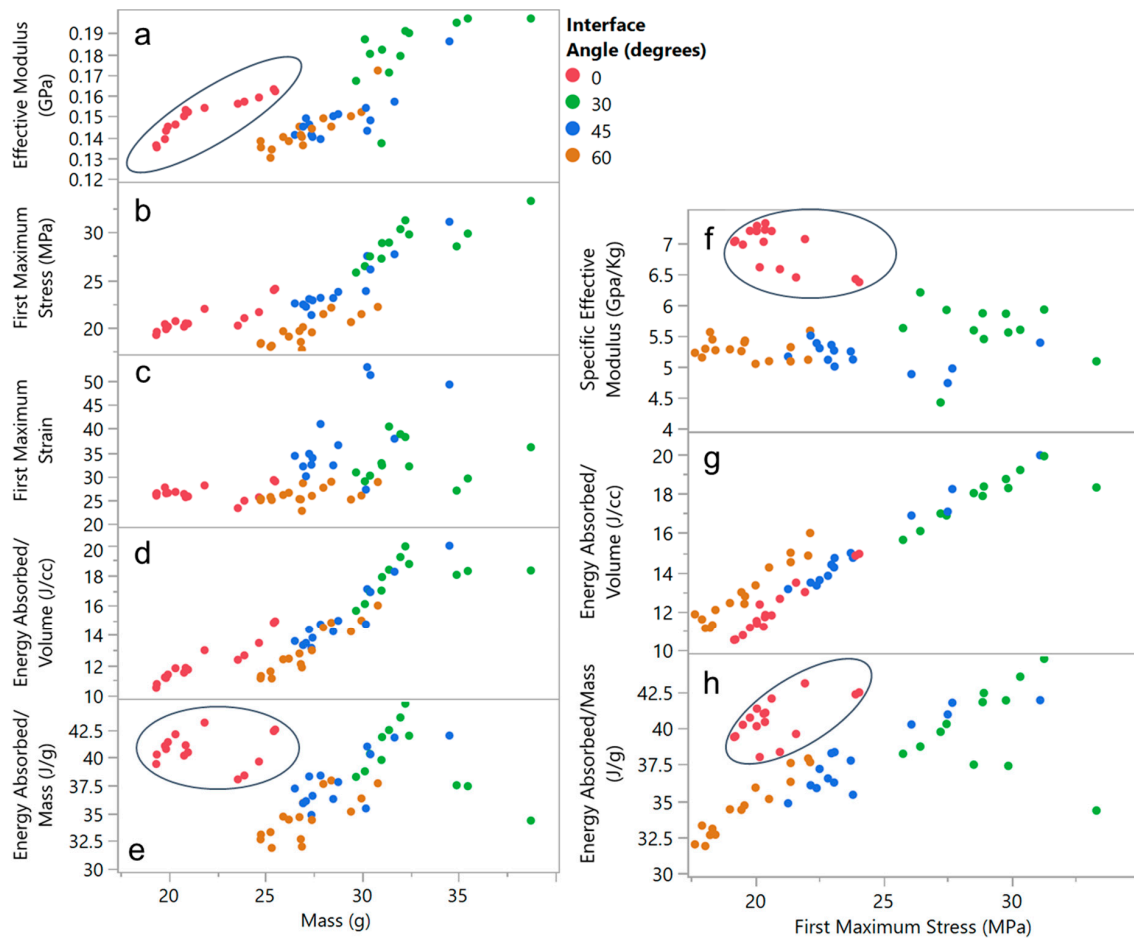 a
Effective Modulus
(GPa)
0.19
0.18
0.17
0.16
0.15
0.14
0.13
0.12
Interface
Angle (degrees)
0
30
45
60
b
First Maximum
Stress (MPa)
30
25
20
c
First Maximum
Strain
50
45
40
35
30
25
20
d
Energy Absorbed/
Volume (J/cc)
20
18
16
14
12
10
e
Energy Absorbed/
Mass (J/g)
42.5
40
37.5
35
32.5
30
20
25
30
35
Mass (g)
f
Specific Effective
Modulus (Gpa/Kg)
7
6.5
6
5.5
5
4.5
4
g
Energy Absorbed/
Volume (J/cc)
20
18
16
14
12
10
h
Energy Absorbed/Mass
(J/g)
42.5
40
37.5
35
32.5
30
20
25
30
First Maximum Stress (MPa)